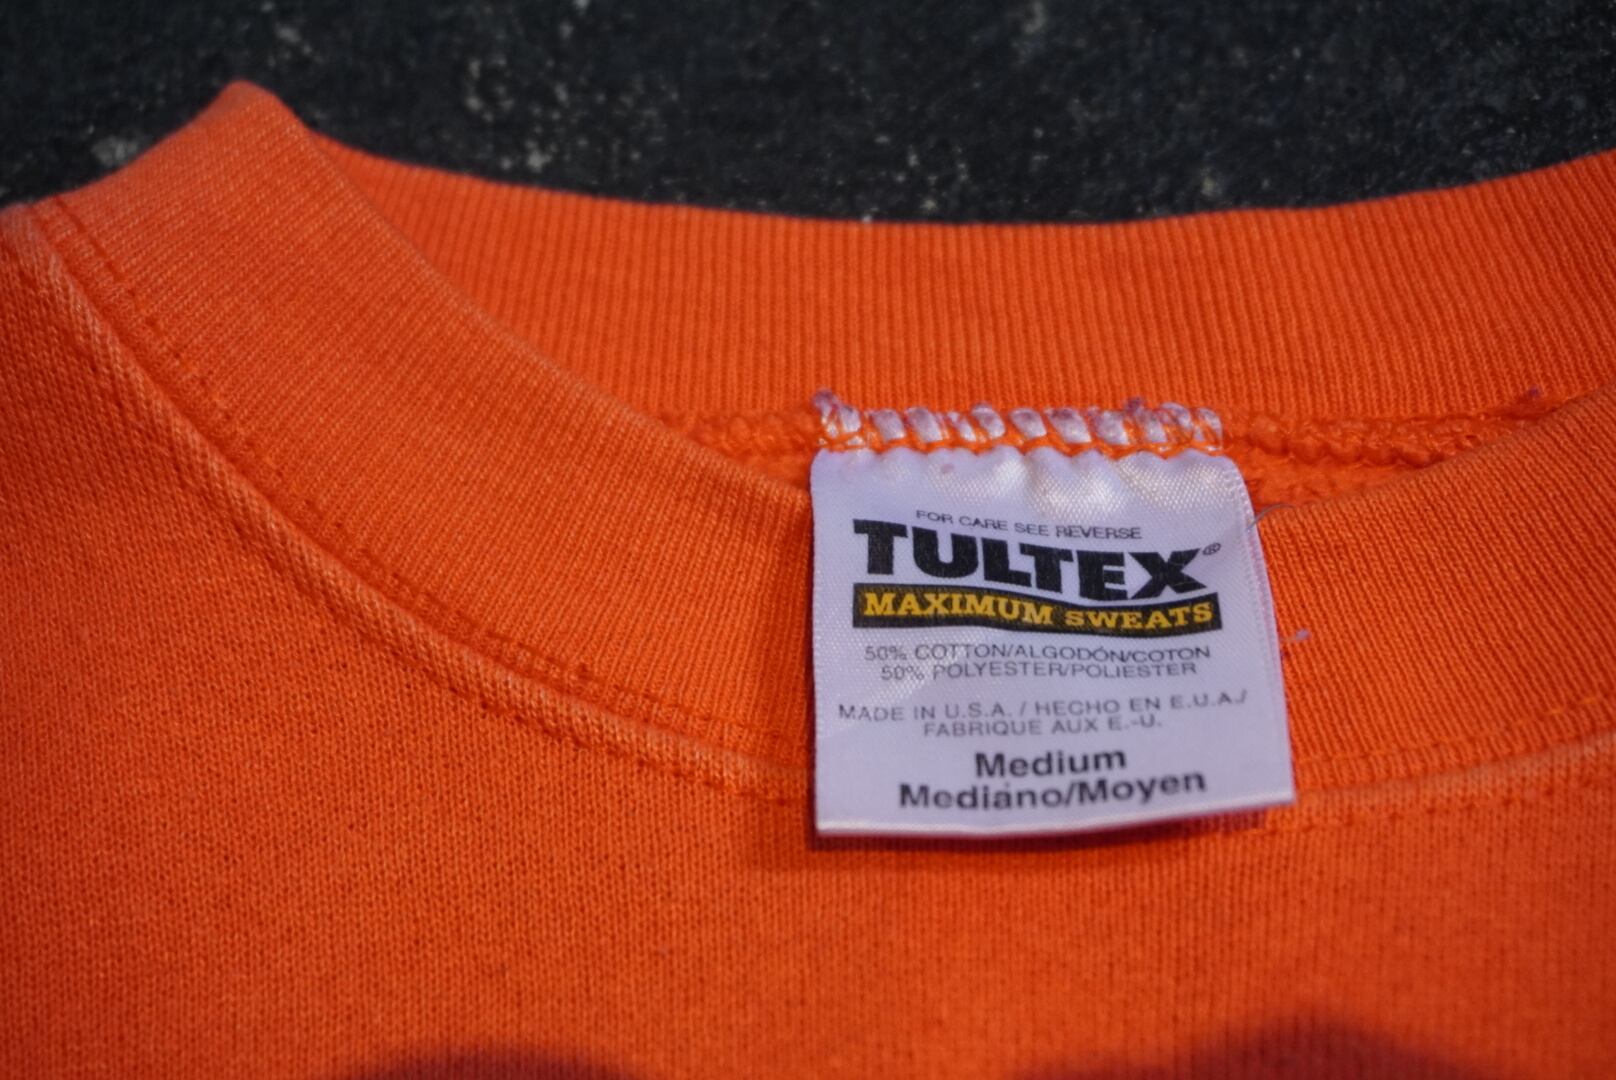 FOR CARE SEE REVERSE
TULTEX®
MAXIMUM SWEATS
50% COTTON/ALGODÓN/COTON
50% POLYESTER/POLIESTER
MADE IN U.S.A. / HECHO EN E.U.A./
FABRIQUE AUX E.-U.
Medium
Mediano/Moyen